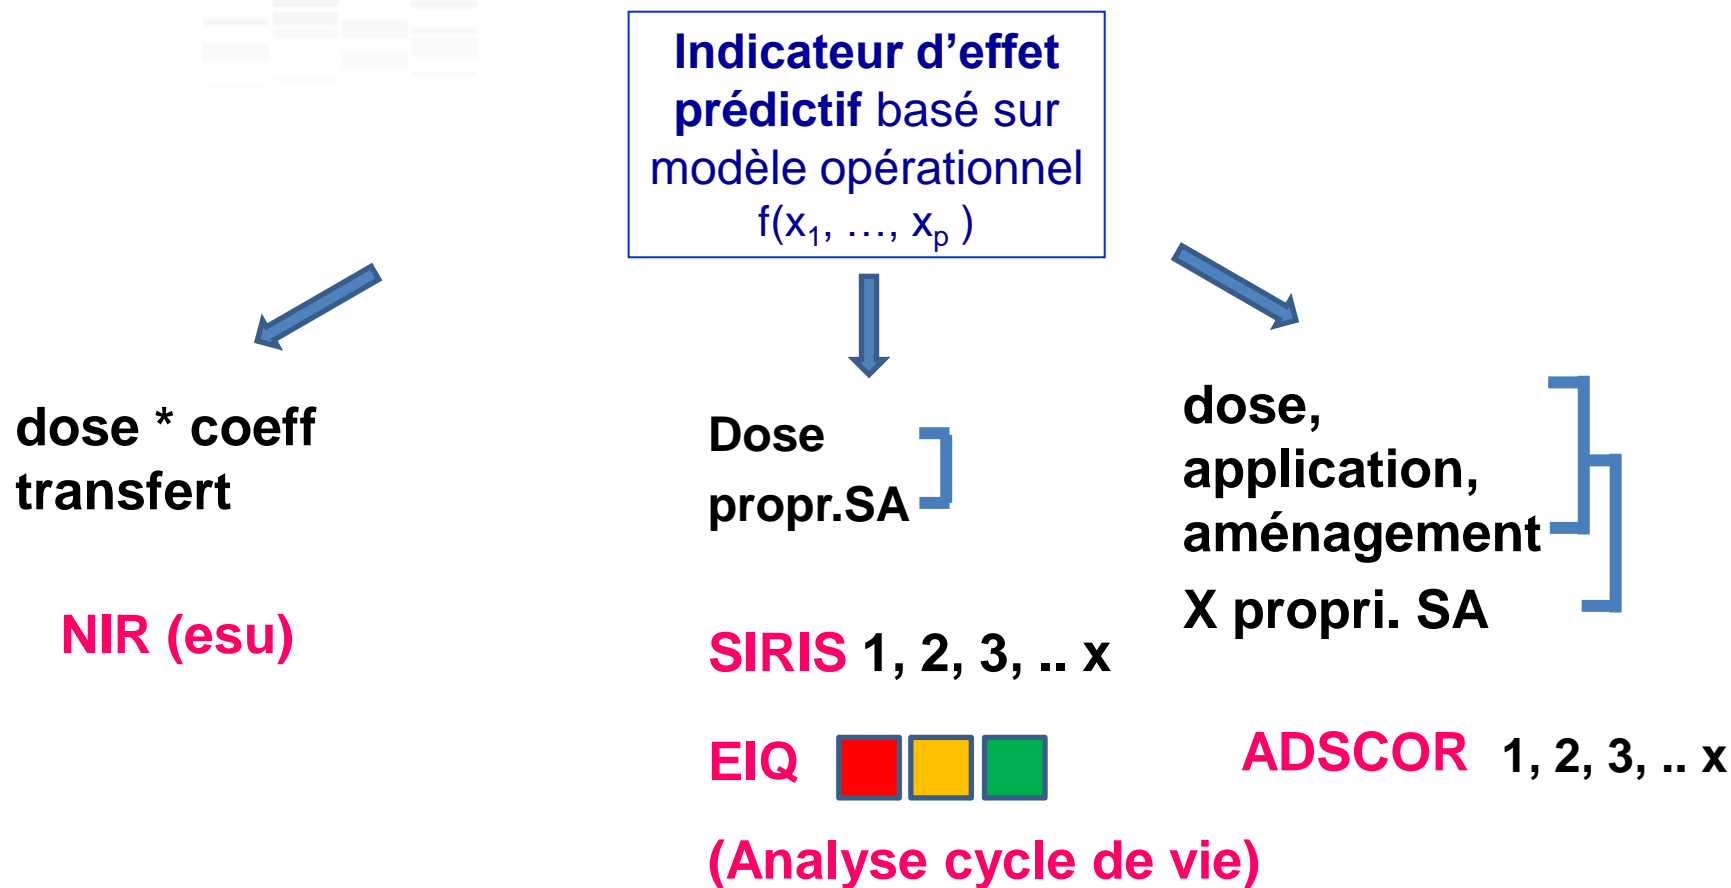 Indicateur d’effet
prédictif basé sur
modèle opérationnel
f(x1, …, xp )
dose * coeff
transfert
NIR (esu)
Dose
propr.SA
SIRIS 1, 2, 3, .. x
EIQ
(Analyse cycle de vie)
dose,
application,
aménagement
X propri. SA
ADSCOR 1, 2, 3, .. x